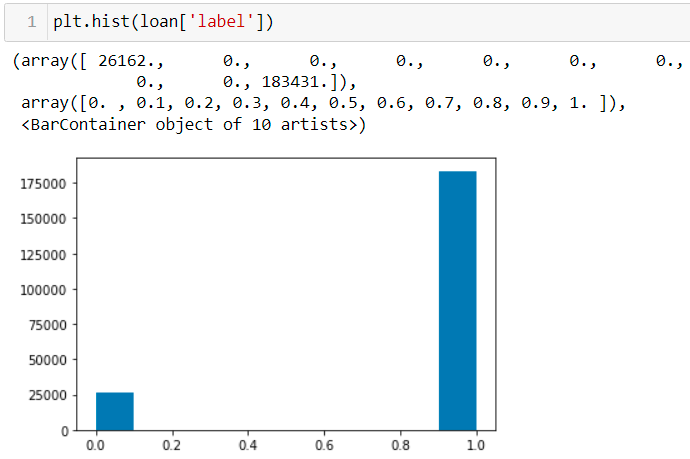 1 plt.hist(loan['label'])
(array([ 26162., 0., 0., 0., 0., 0., 0.,
0., 0., 183431.]),
array([0. , 0.1, 0.2, 0.3, 0.4, 0.5, 0.6, 0.7, 0.8, 0.9, 1. ]),
<BarContainer object of 10 artists>)
175000
150000
125000
100000
75000
50000
25000
0
0.0 0.2 0.4 0.6 0.8 1.0